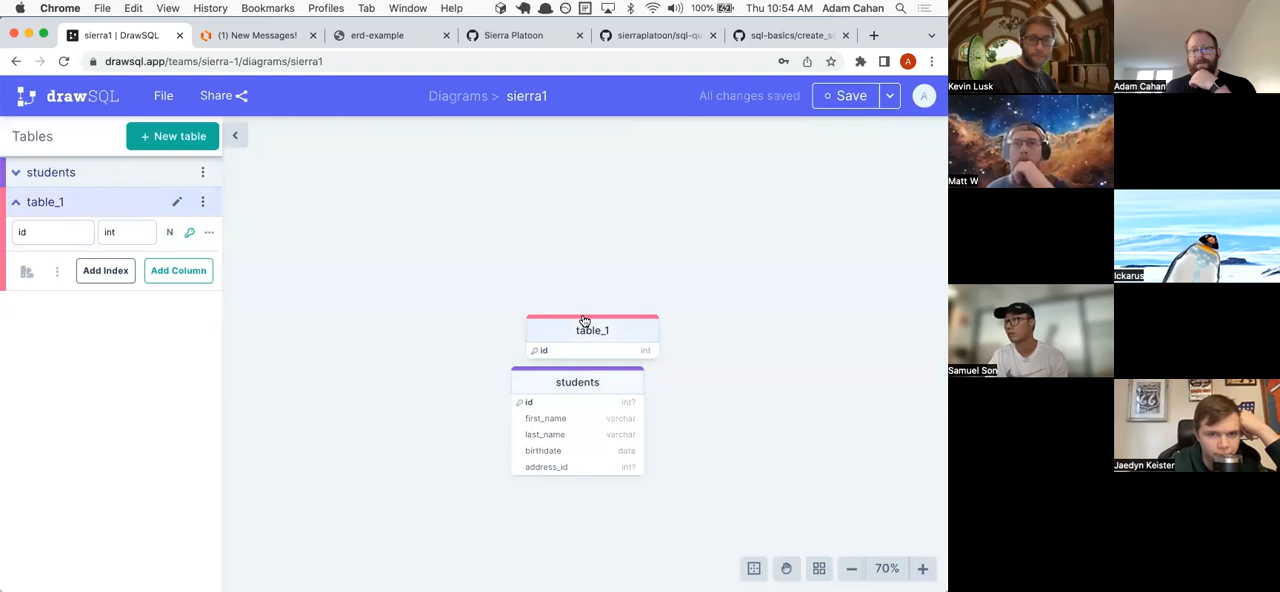 Chrome File Edit View History Bookmarks Profiles Tab Window Help 100% Thu 10:54 AM Adam Cahan
sierra1 | DrawSQL (1) New Messages! erd-example Sierra Platoon sierraplatoon/sql-qu sql-basics/create_s
drawsql.app/teams/sierra-1/diagrams/sierra1 A
drawSQL File Share Diagrams > sierra1 All changes saved Save A
Tables + New table
students
table_1
id int N
Add Index Add Column
table_1
id int
students
id int?
first_name varchar
last_name varchar
birthdate date
address_id int?
70%
Kevin Lusk
Adam Cahan
Matt W
Ickarus
Samuel Son
66
Jaedyn Keister